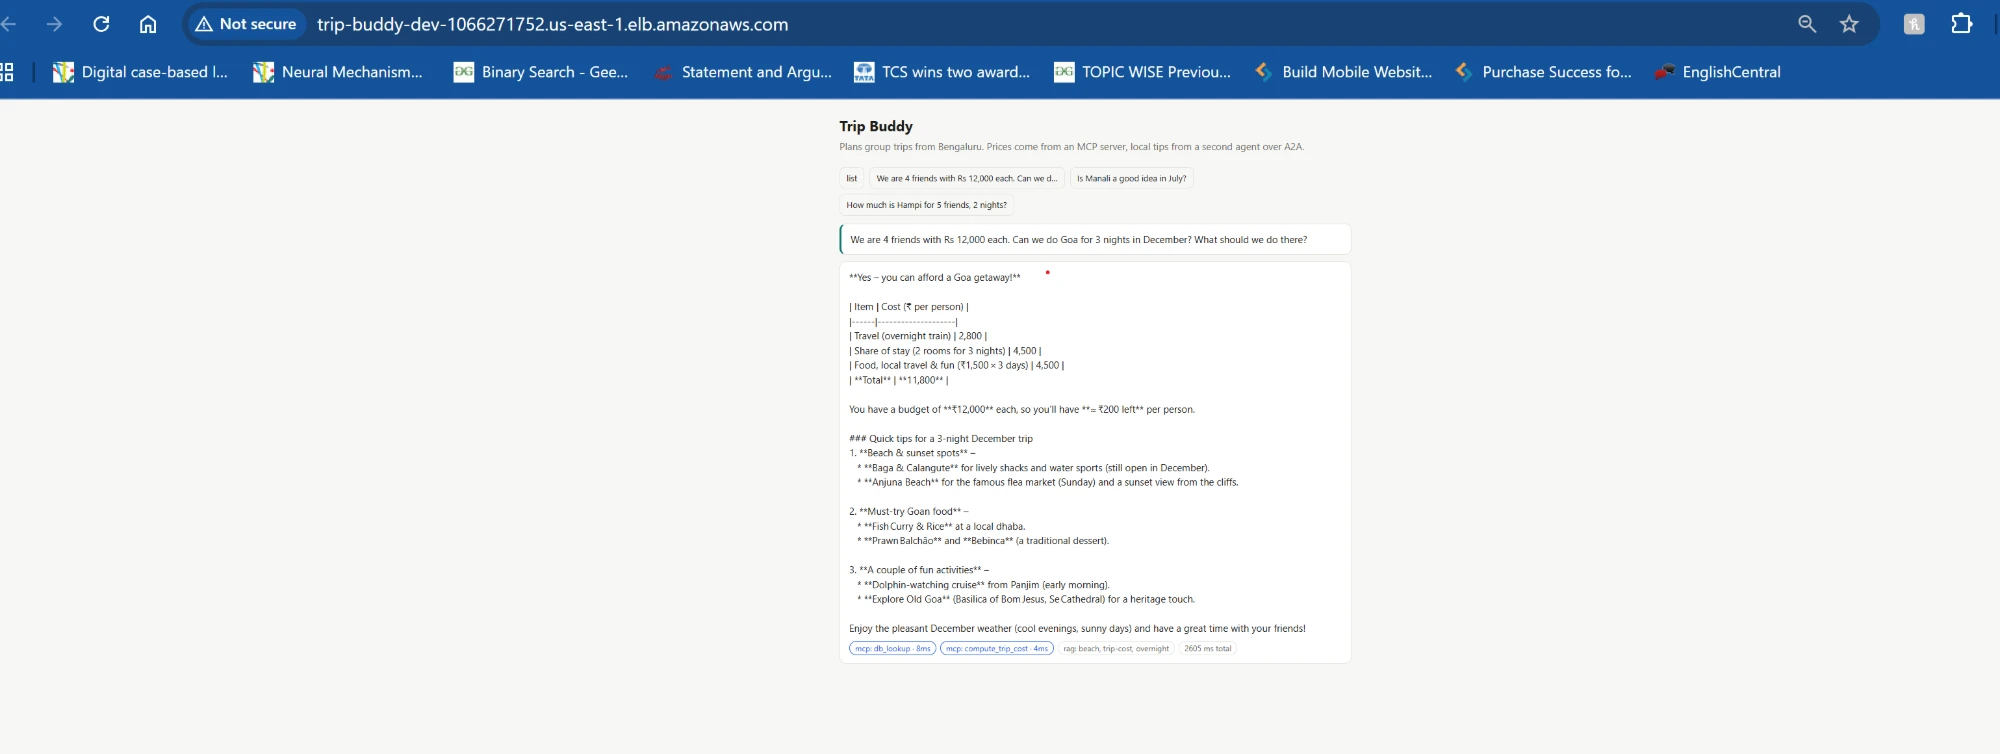 Not secure
trip-buddy-dev-1066271752.us-east-1.elb.amazonaws.com
Digital case-based l...
Neural Mechanism...
Binary Search - Gee...
Statement and Argu...
TCS wins two award...
TOPIC WISE Previou...
Build Mobile Websit...
Purchase Success fo...
EnglishCentral
Trip Buddy
Plans group trips from Bengaluru. Prices come from an MCP server, local tips from a second agent over A2A.
list
We are 4 friends with Rs 12,000 each. Can we d...
Is Manali a good idea in July?
How much is Hampi for 5 friends, 2 nights?
We are 4 friends with Rs 12,000 each. Can we do Goa for 3 nights in December? What should we do there?
**Yes – you can afford a Goa getaway!**
| Item | Cost (₹ per person) |
|------|---------------------|
| Travel (overnight train) | 2,800 |
| Share of stay (2 rooms for 3 nights) | 4,500 |
| Food, local travel & fun (₹1,500 × 3 days) | 4,500 |
| **Total** | **11,800** |
You have a budget of **₹12,000** each, so you'll have **≈ ₹200 left** per person.
### Quick tips for a 3-night December trip
1. **Beach & sunset spots** –
* **Baga & Calangute** for lively shacks and water sports (still open in December).
* **Anjuna Beach** for the famous flea market (Sunday) and a sunset view from the cliffs.
2. **Must-try Goan food** –
* **Fish Curry & Rice** at a local dhaba.
* **Prawn Balchão** and **Bebinca** (a traditional dessert).
3. **A couple of fun activities** –
* **Dolphin-watching cruise** from Panjim (early morning).
* **Explore Old Goa** (Basilica of Bom Jesus, Se Cathedral) for a heritage touch.
Enjoy the pleasant December weather (cool evenings, sunny days) and have a great time with your friends!
mcp: db_lookup · 8ms
mcp: compute_trip_cost · 4ms
rag: beach, trip-cost, overnight
2605 ms total